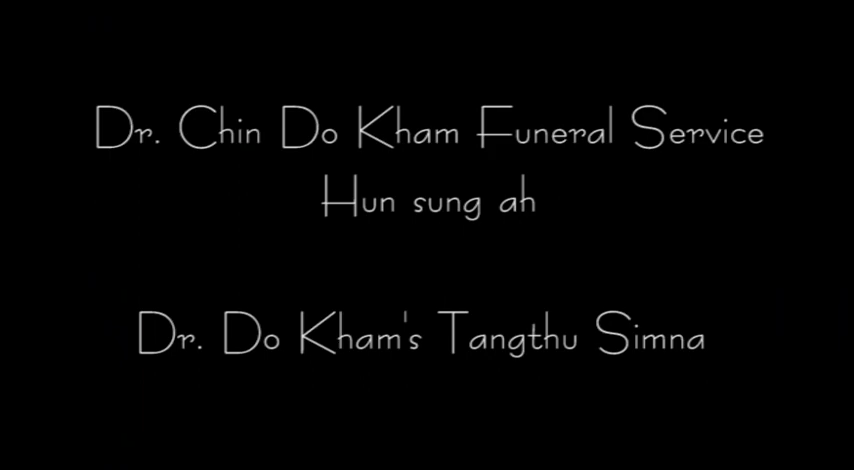 Dr. Chin Do Kham Funeral Service
Hun sung ah
Dr. Do Kham's Tangthu Simna